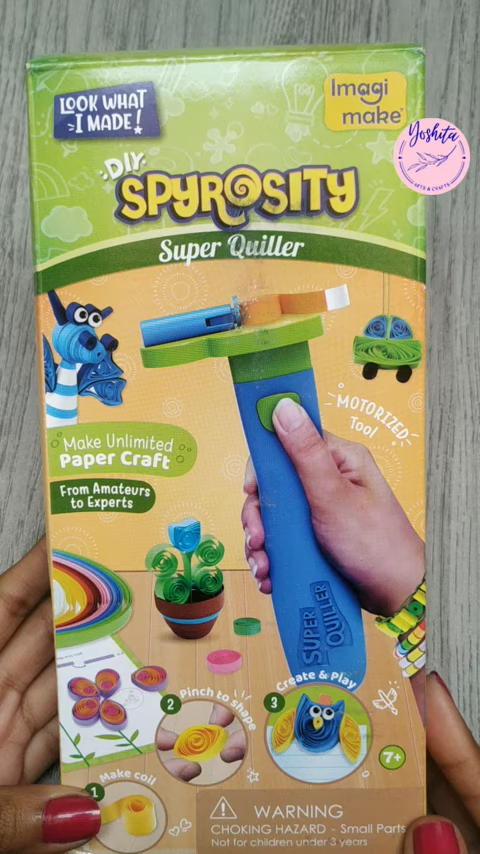 LOOK WHAT
I MADE!
Imagi
make
Yoshita
ARTS & CRAFTS
DIY
SPYROSITY
Super Quiller
MOTORIZED
Tool
Make Unlimited
Paper Craft
From Amateurs
to Experts
SUPER
QUILLER
2 Pinch to shape
3 Create & Play
7+
1 Make coil
WARNING
CHOKING HAZARD - Small Parts
Not for children under 3 years